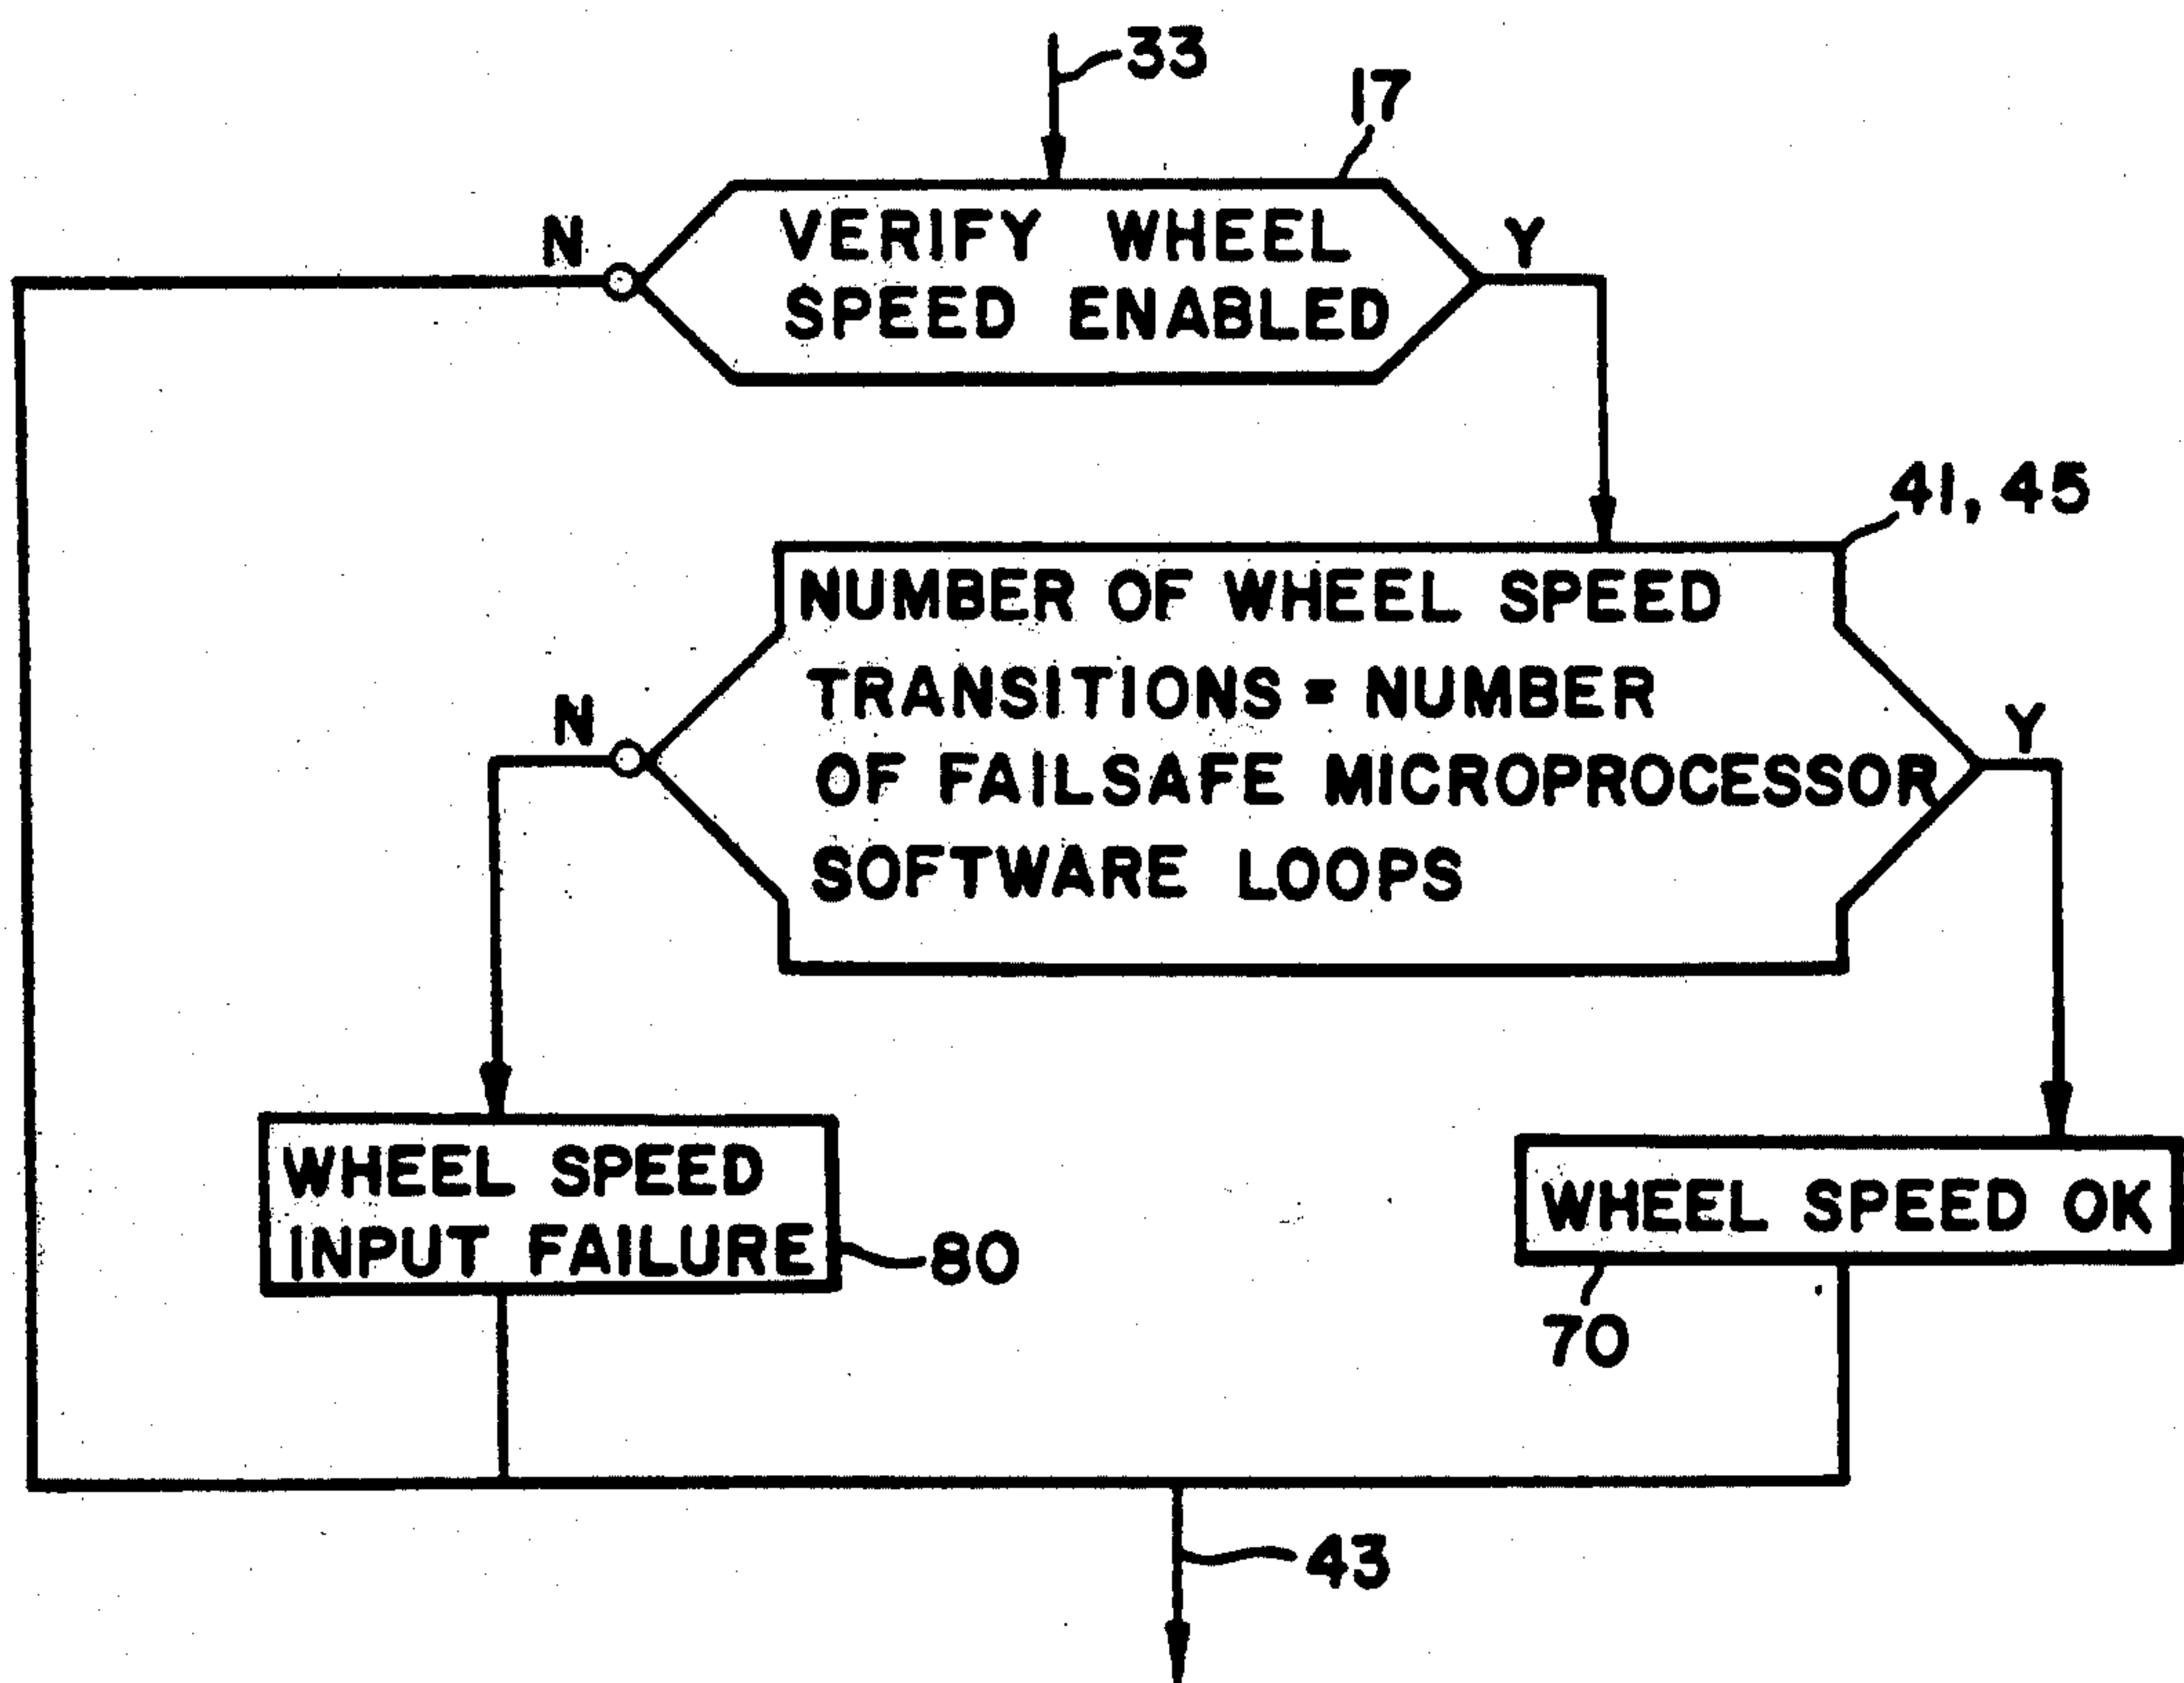 33
17
N
VERIFY WHEEL
SPEED ENABLED
Y
41, 45
NUMBER OF WHEEL SPEED
TRANSITIONS = NUMBER
OF FAILSAFE MICROPROCESSOR
SOFTWARE LOOPS
N
Y
WHEEL SPEED
INPUT FAILURE
80
WHEEL SPEED OK
70
43